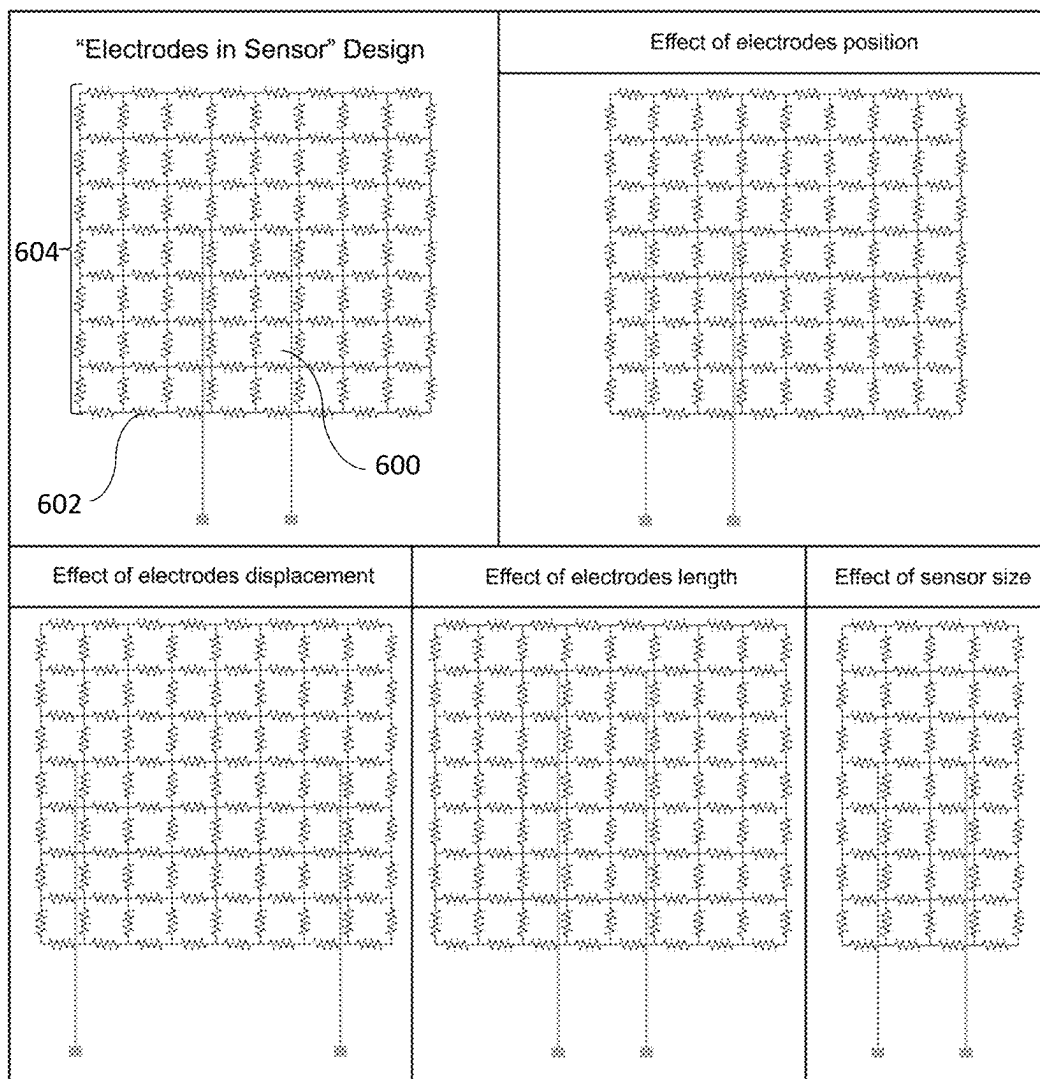 "Electrodes in Sensor" Design
Effect of electrodes position
604
600
602
Effect of electrodes displacement
Effect of electrodes length
Effect of sensor size